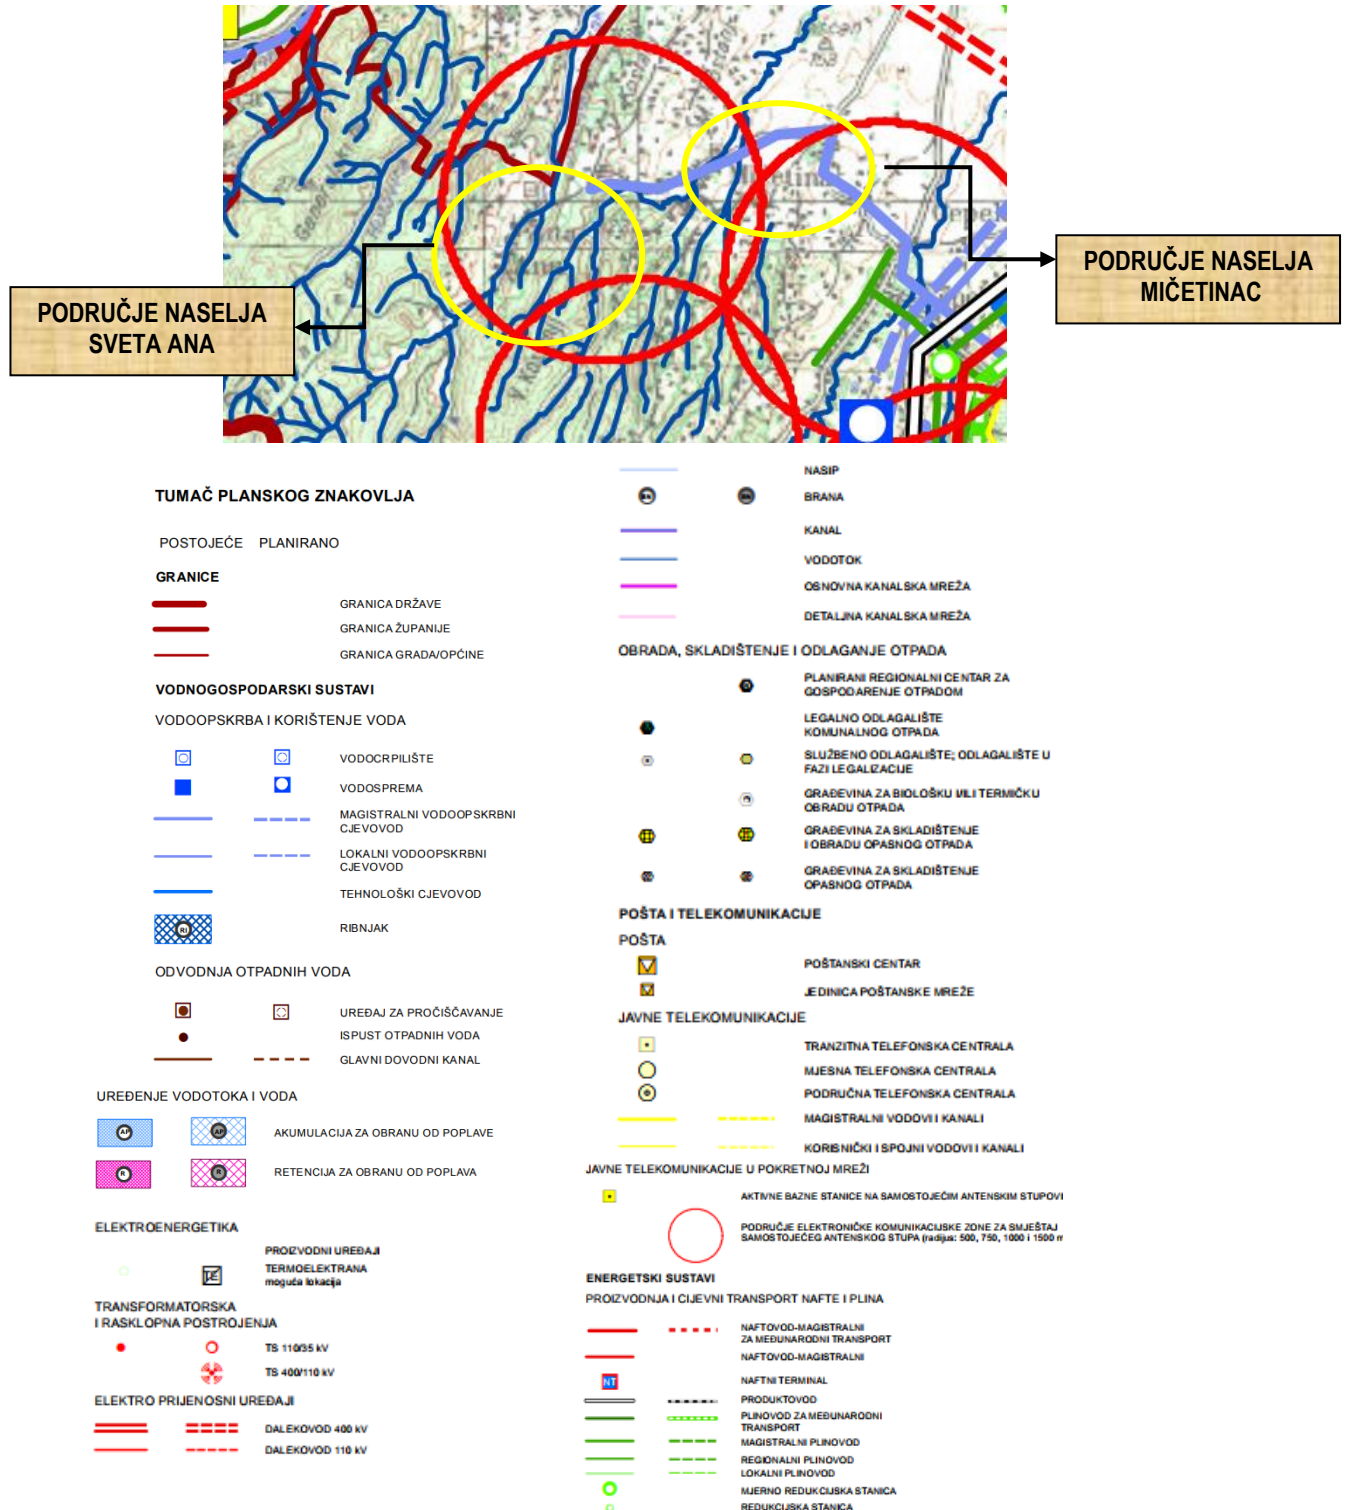 PODRUČJE NASELJA
MIČETINAC
PODRUČJE NASELJA
SVETA ANA
TUMAČ PLANSKOG ZNAKOVLJA
POSTOJEĆE PLANIRANO
GRANICE
GRANICA DRŽAVE
GRANICA ŽUPANIJE
GRANICA GRADA/OPĆINE
VODNOGOSPODARSKI SUSTAVI
VODOOPSKRBA I KORIŠTENJE VODA
VODOCRPILIŠTE
VODOSPREMA
MAGISTRALNI VODOOPSKRBNI
CJEVOVOD
LOKALNI VODOOPSKRBNI
CJEVOVOD
TEHNOLOŠKI CJEVOVOD
RI
RIBNJAK
ODVODNJA OTPADNIH VODA
UREĐAJ ZA PROČIŠĆAVANJE
ISPUST OTPADNIH VODA
GLAVNI DOVODNI KANAL
UREĐENJE VODOTOKA I VODA
AP AP AKUMULACIJA ZA OBRANU OD POPLAVE
R R RETENCIJA ZA OBRANU OD POPLAVA
ELEKTROENERGETIKA
PROIZVODNI UREĐAJI
TE TERMOELEKTRANA
moguća lokacija
TRANSFORMATORSKA
I RASKLOPNA POSTROJENJA
TS 110/35 kV
TS 400/110 kV
ELEKTRO PRIJENOSNI UREĐAJI
DALEKOVOD 400 kV
DALEKOVOD 110 kV
NASIP
BRANA
KANAL
VODOTOK
OSNOVNA KANALSKA MREŽA
DETALJNA KANALSKA MREŽA
OBRADA, SKLADIŠTENJE I ODLAGANJE OTPADA
PLANIRANI REGIONALNI CENTAR ZA
GOSPODARENJE OTPADOM
LEGALNO ODLAGALIŠTE
KOMUNALNOG OTPADA
SLUŽBENO ODLAGALIŠTE; ODLAGALIŠTE U
FAZI LEGALIZACIJE
GRAĐEVINA ZA BIOLOŠKU I/ILI TERMIČKU
OBRADU OTPADA
GRAĐEVINA ZA SKLADIŠTENJE
I OBRADU OPASNOG OTPADA
GRAĐEVINA ZA SKLADIŠTENJE
OPASNOG OTPADA
POŠTA I TELEKOMUNIKACIJE
POŠTA
POŠTANSKI CENTAR
JEDINICA POŠTANSKE MREŽE
JAVNE TELEKOMUNIKACIJE
TRANZITNA TELEFONSKA CENTRALA
MJESNA TELEFONSKA CENTRALA
PODRUČNA TELEFONSKA CENTRALA
MAGISTRALNI VODOVI I KANALI
KORISNIČKI I SPOJNI VODOVI I KANALI
JAVNE TELEKOMUNIKACIJE U POKRETNOJ MREŽI
AKTIVNE BAZNE STANICE NA SAMOSTOJEĆIM ANTENSKIM STUPOVI
PODRUČJE ELEKTRONIČKE KOMUNIKACIJSKE ZONE ZA SMJEŠTAJ
SAMOSTOJEĆEG ANTENSKOG STUPA (radijus: 500, 750, 1000 i 1500 m
ENERGETSKI SUSTAVI
PROIZVODNJA I CIJEVNI TRANSPORT NAFTE I PLINA
NAFTOVOD-MAGISTRALNI
ZA MEĐUNARODNI TRANSPORT
NAFTOVOD-MAGISTRALNI
NT NAFTNI TERMINAL
PRODUKTOVOD
PLINOVOD ZA MEĐUNARODNI
TRANSPORT
MAGISTRALNI PLINOVOD
REGIONALNI PLINOVOD
LOKALNI PLINOVOD
MJERNO REDUKCIJSKA STANICA
REDUKCIJSKA STANICA